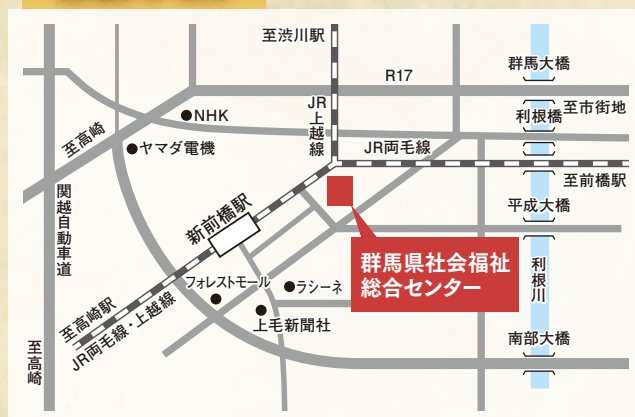 至渋川駅
R17
群馬大橋
JR上越線
至市街地
利根橋
NHK
至高崎
ヤマダ電機
JR両毛線
至前橋駅
関越自動車道
新前橋駅
平成大橋
群馬県社会福祉
総合センター
利根川
フォレストモール
ラシーネ
上毛新聞社
至高崎駅
JR両毛線・上越線
至高崎
南部大橋